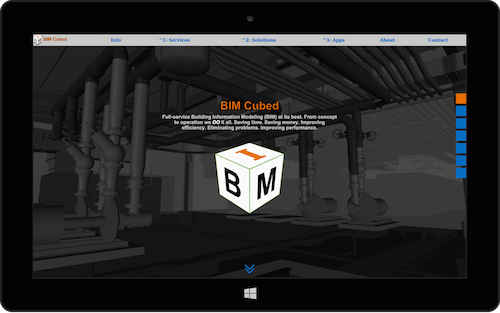 BIM Cubed Info ^1: Services ^2: Solutions ^3: Apps About Contact
BIM Cubed
Full-service Building Information Modeling (BIM) at its best. From concept
to operation we DO it all. Saving time. Saving money. Improving
efficiency. Eliminating problems. Improving performance.
I
B M